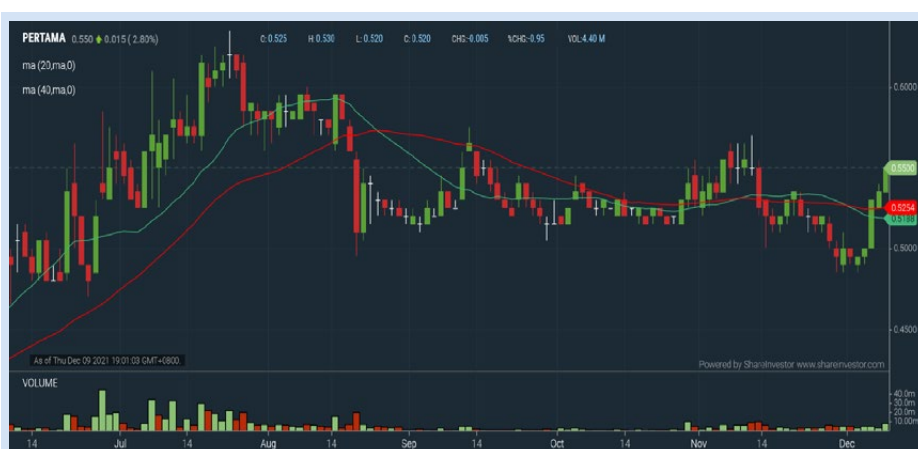 PERTAMA 0.550 0.015 ( 2.80%) C: 0.525 H: 0.530 L: 0.520 C: 0.520 CHG:-0.005 %CHG:-0.95 VOL:4.40 M
ma (20,ma,0)
ma (40,ma,0)
0.6000
0.5500
0.5254
0.5000
0.4500
As of Thu Dec 09 2021 19:01:03 GMT+0800.
Powered by ShareInvestor www.shareinvestor.com
VOLUME
40.0m
30.0m
20.0m
10.00m
14 Jul 14 Aug 14 Sep 14 Oct 14 Nov 14 Dec